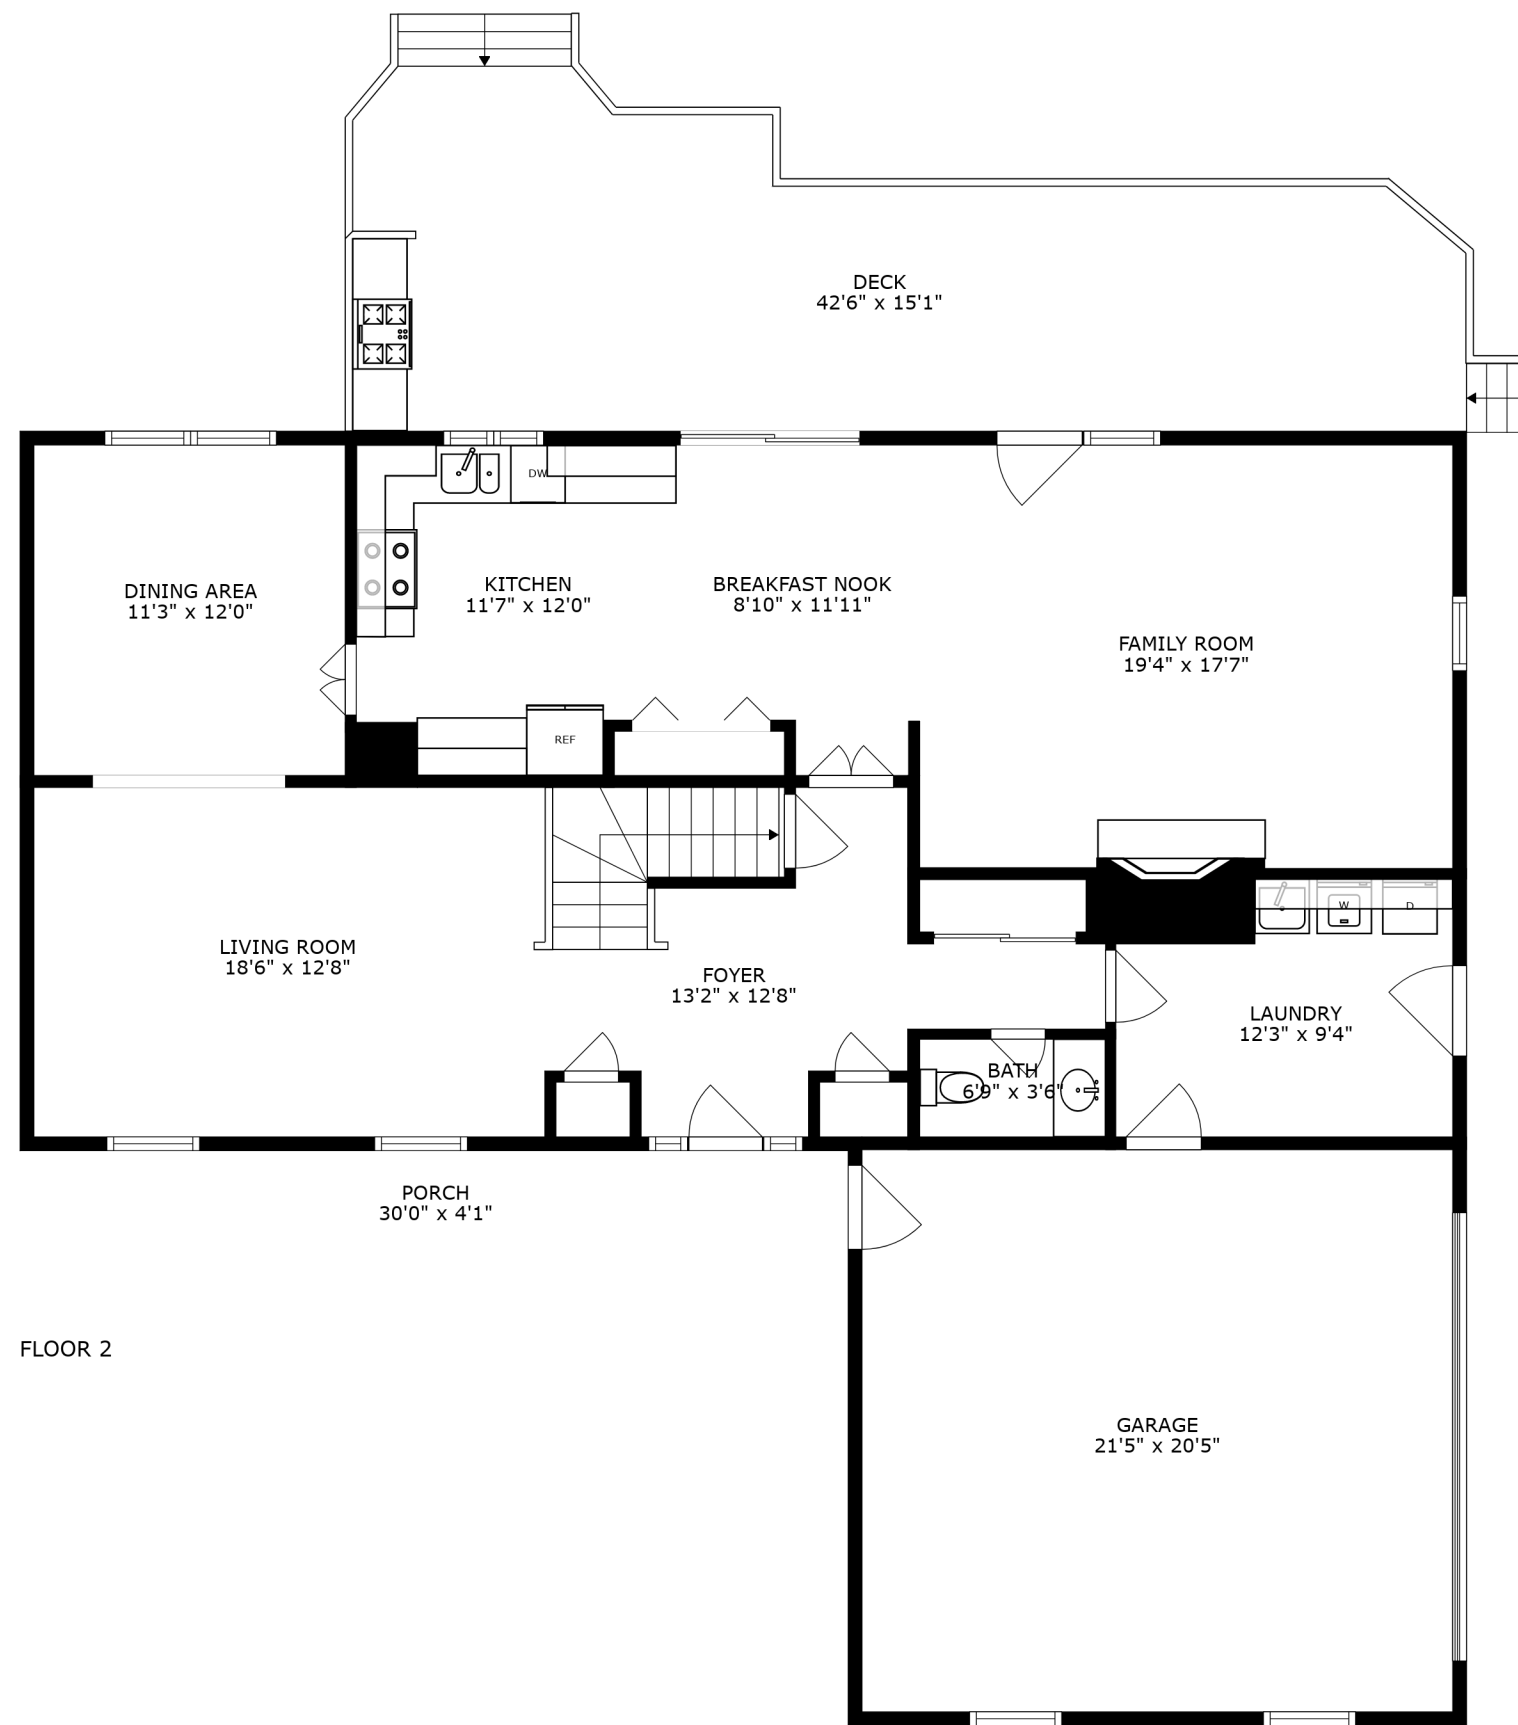 DECK
42'6" x 15'1"
DW
DINING AREA
11'3" x 12'0"
KITCHEN
11'7" x 12'0"
BREAKFAST NOOK
8'10" x 11'11"
FAMILY ROOM
19'4" x 17'7"
REF
W
D
LIVING ROOM
18'6" x 12'8"
FOYER
13'2" x 12'8"
LAUNDRY
12'3" x 9'4"
BATH
6'9" x 3'6"
PORCH
30'0" x 4'1"
FLOOR 2
GARAGE
21'5" x 20'5"